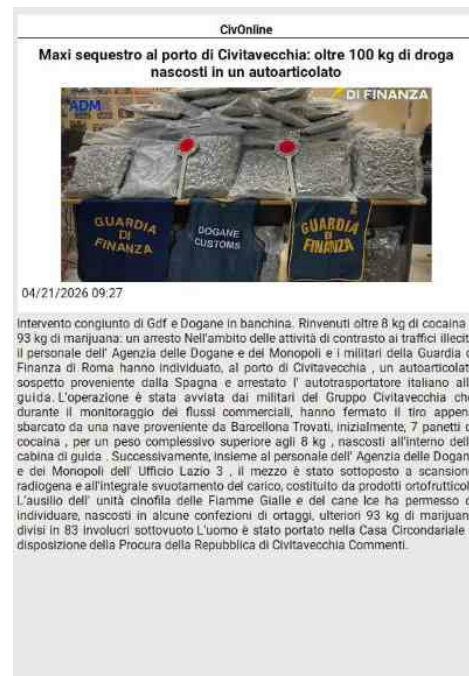 CivOnline
Maxi sequestro al porto di Civitavecchia: oltre 100 kg di droga
nascosti in un autoarticolato
ADM
DI FINANZA
GUARDIA
DI
FINANZA
DOGANE
CUSTOMS
GUARDIA
DI
FINANZA
04/21/2026 09:27
Intervento congiunto di Gdf e Dogane in banchina. Rinvenuti oltre 8 kg di cocaina
93 kg di marijuana: un arresto Nell'ambito delle attività di contrasto ai traffici illecit
il personale dell' Agenzia delle Dogane e dei Monopoli e i militari della Guardia
Finanza di Roma hanno individuato, al porto di Civitavecchia , un autoarticolat
sospetto proveniente dalla Spagna e arrestato l' autotrasportatore italiano all
guida. L'operazione è stata avviata dai militari del Gruppo Civitavecchia ch
durante il monitoraggio dei flussi commerciali, hanno fermato il tiro appen
sbarcato da una nave proveniente da Barcellona Trovati, inizialmente, 7 panetti
cocaina , per un peso complessivo superiore agli 8 kg , nascosti all'interno dell
cabina di guida . Successivamente, insieme al personale dell' Agenzia delle Dogan
e dei Monopoli dell' Ufficio Lazio 3 , il mezzo è stato sottoposto a scansion
radiogena e all'integrale svuotamento del carico, costituito da prodotti ortofrutticol
L'ausilio dell' unità cinofila delle Fiamme Gialle e del cane Ice ha permesso
individuare, nascosti in alcune confezioni di ortaggi, ulteriori 93 kg di marijuan
divisi in 83 involucri sottovuoto L'uomo è stato portato nella Casa Circondariale
disposizione della Procura della Repubblica di Civitavecchia Commenti.